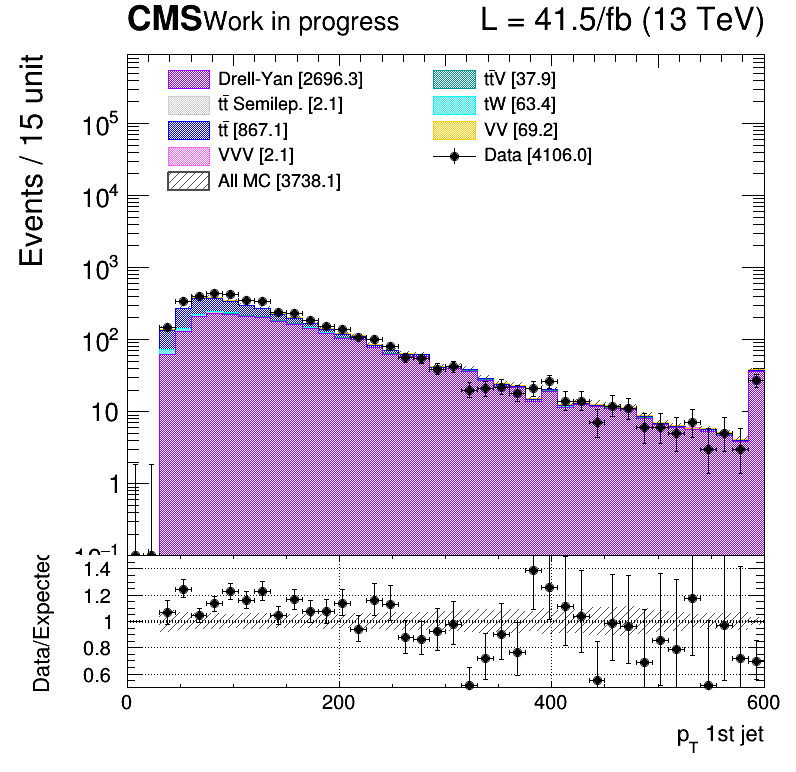 CMS Work in progress L = 41.5/fb (13 TeV)
Events / 15 unit
Drell-Yan [2696.3]
tt̄ Semilep. [2.1]
tt̄ [867.1]
VVV [2.1]
All MC [3738.1]
tt̄V [37.9]
tW [63.4]
VV [69.2]
Data [4106.0]
10⁵
10⁴
10³
10²
10
1
10⁻¹
Data/Expected
1.4
1.2
1
0.8
0.6
0 200 400 600
p_T 1st jet